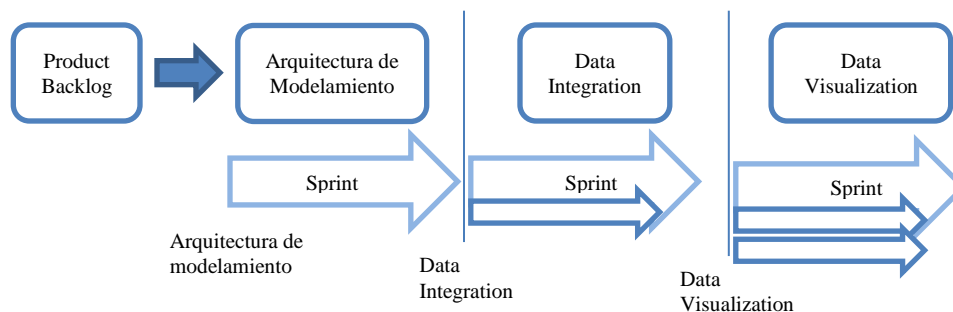 Product
Backlog
Arquitectura de
Modelamiento
Data
Integration
Data
Visualization
Sprint
Sprint
Sprint
Arquitectura de
modelamiento
Data
Integration
Data
Visualization